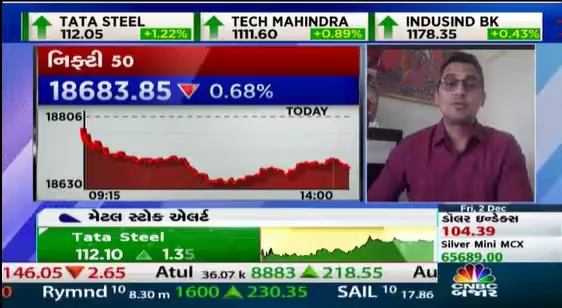 TATA STEEL
112.05 +1.22%
TECH MAHINDRA
1111.60 +0.89%
INDUSIND BK
1178.35 +0.43%
નિફ્ટી 50
18683.85 0.68%
TODAY
18806
18630
09:15 14:00
મેટલ સ્ટોક એલર્ટ
Tata Steel
112.10 1.35
Fri, 2 Dec
ડોલર ઇન્ડેક્સ
104.39
Silver Mini MCX
65689.00
146.05 2.65 Atul 36.07 k 8883 218.55 Au
CNBC
બજાર
Rymnd 10 8.30 m 1600 230.35 SAIL 10 17.86